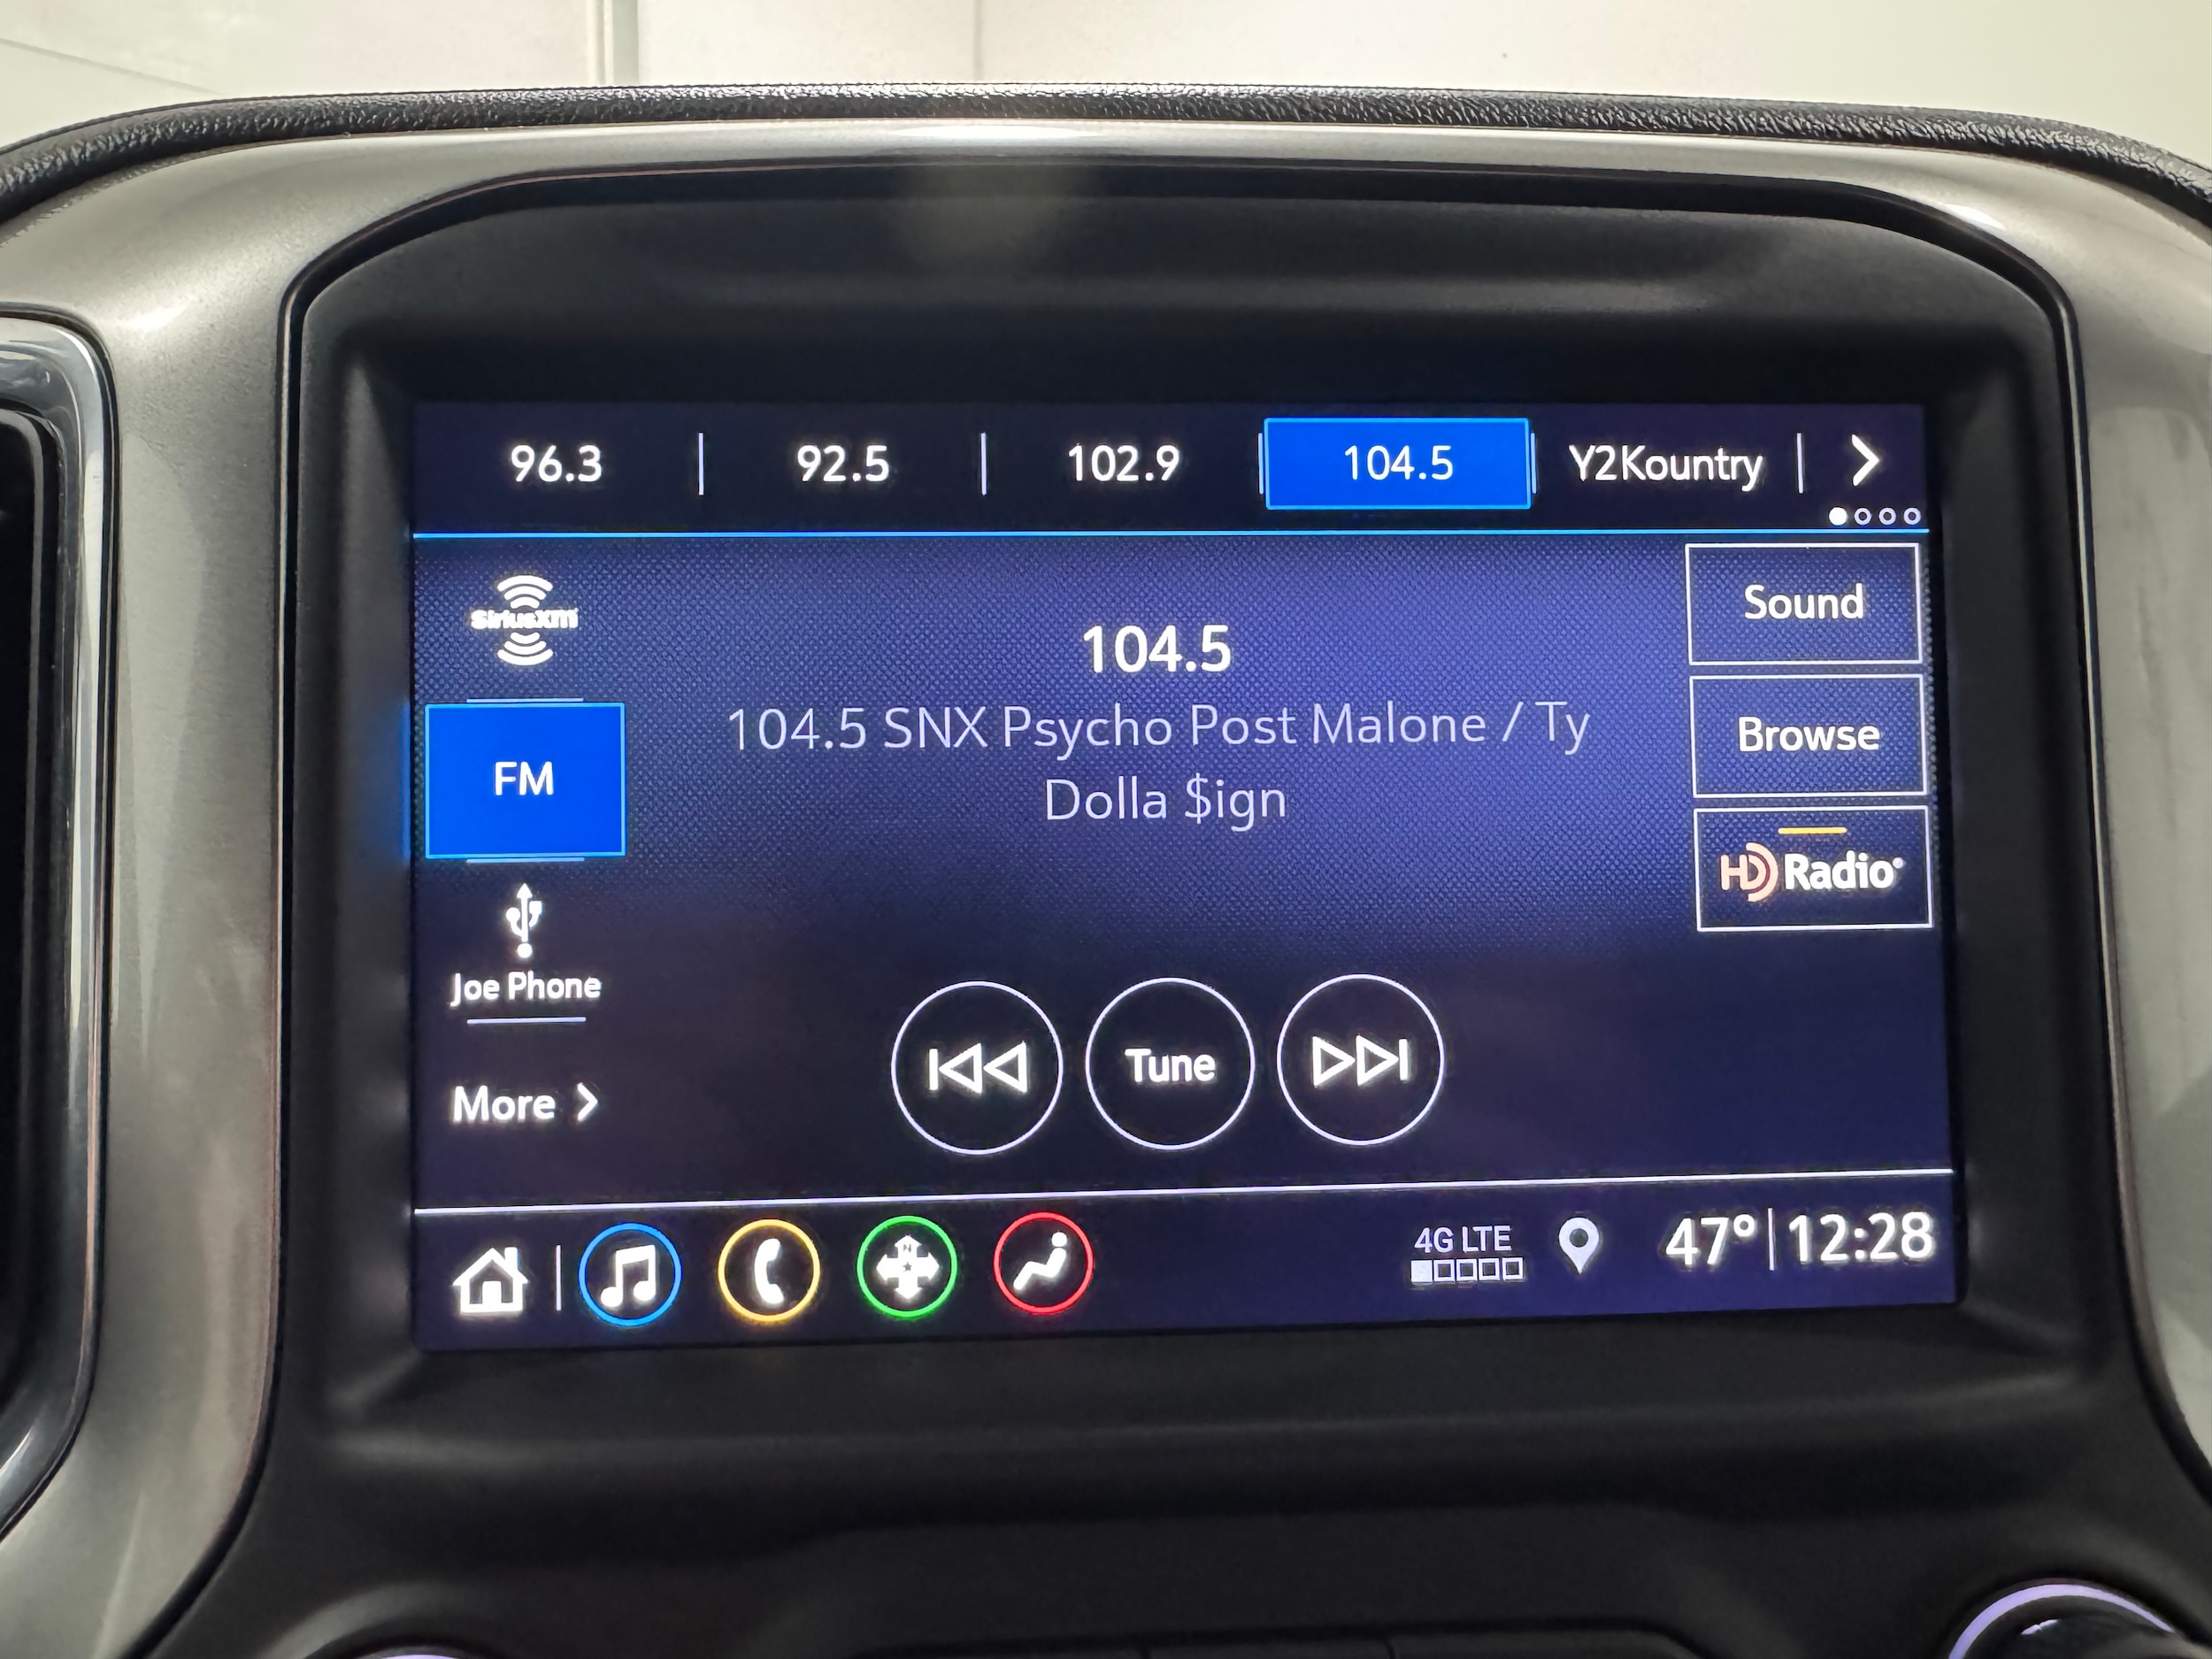 96.3 92.5 102.9 104.5 Y2Kountry
SiriusXM
Sound
104.5
104.5 SNX Psycho Post Malone / Ty
Dolla $ign
FM
Browse
HD Radio
Joe Phone
More
Tune
4G LTE
47° 12:28
N